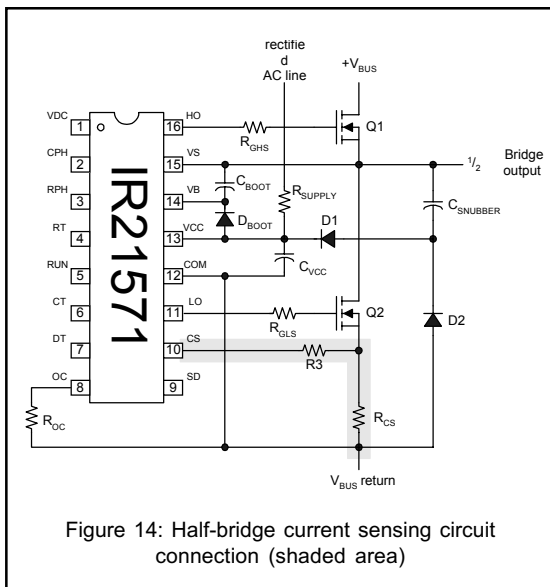 rectifie
d
AC line
+VBUS
VDC
1
16
HO
RGHS
Q1
CPH
2
15
VS
1/2 Bridge
output
CBOOT
RPH
3
14
VB
RSUPPLY
CSNUBBER
DBOOT
D1
RT
4
13
VCC
IR21571
CVCC
RUN
5
12
COM
D2
CT
6
11
LO
RGLS
Q2
DT
7
10
CS
R3
OC
8
9
SD
ROC
RCS
VBUS return
Figure 14: Half-bridge current sensing circuit
connection (shaded area)